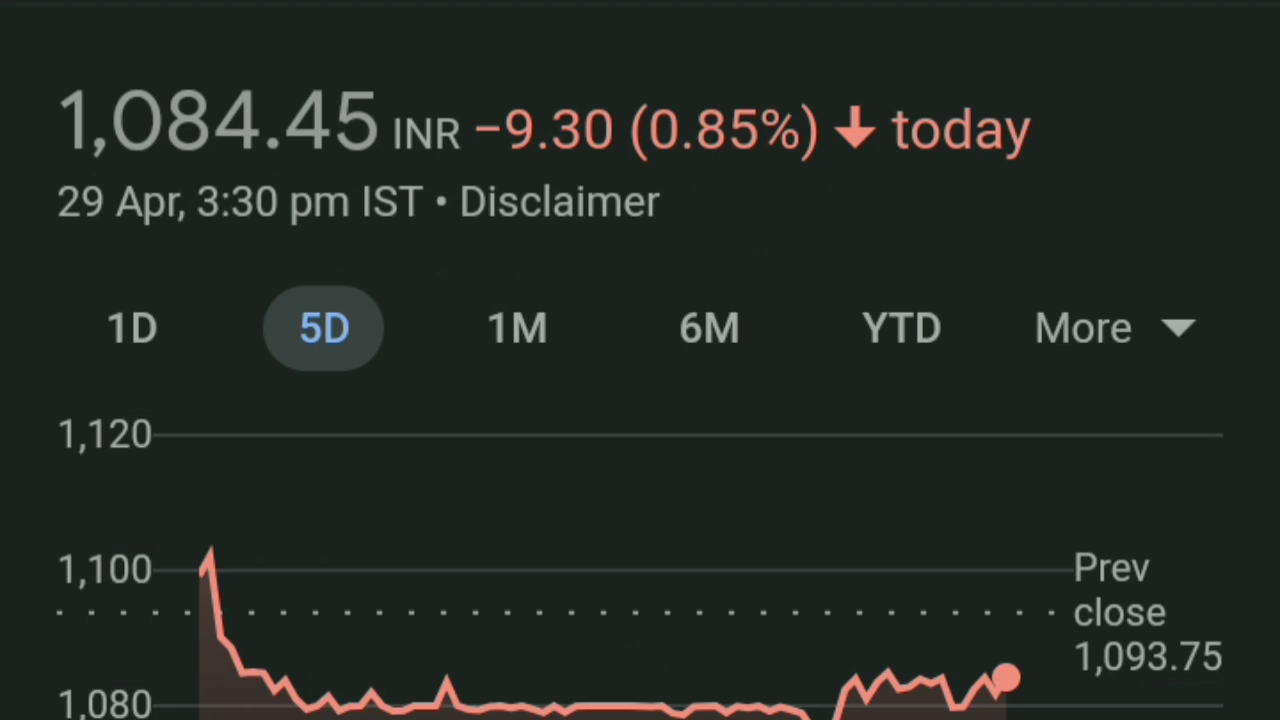 1,084.45 INR −9.30 (0.85%) ↓ today
29 Apr, 3:30 pm IST • Disclaimer
1D 5D 1M 6M YTD More
1,120
1,100
Prev
close
1,093.75
1,080